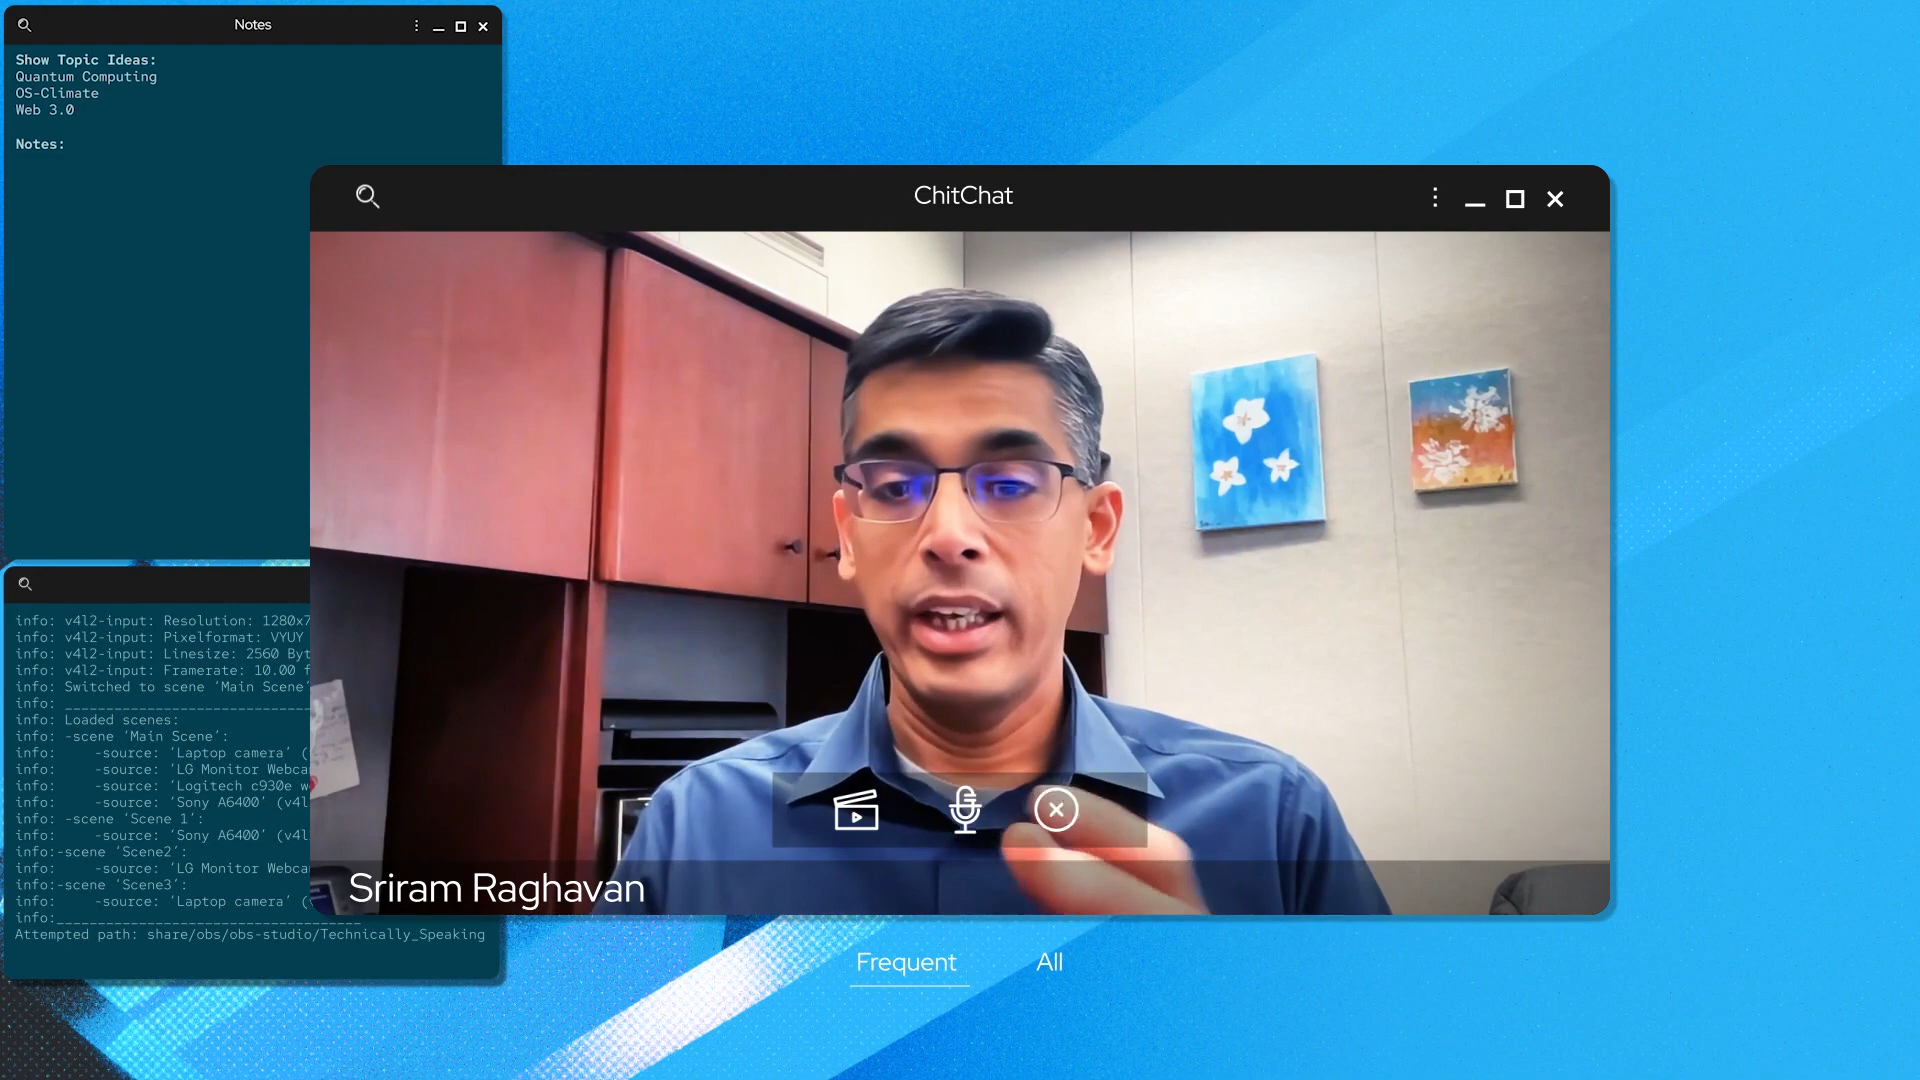 Notes
Show Topic Ideas:
Quantum Computing
OS-Climate
Web 3.0
Notes:
ChitChat
Sriram Raghavan
info: v4l2-input: Resolution: 1280x7
info: v4l2-input: Pixelformat: VYUY
info: v4l2-input: Linesize: 2560 Byt
info: v4l2-input: Framerate: 10.00 f
info: Switched to scene ‘Main Scene’
info: ______________________________
info: Loaded scenes:
info: -scene ‘Main Scene’:
info:     -source: ‘Laptop camera’ (
info:     -source: ‘LG Monitor Webca
info:     -source: ‘Logitech c930e w
info:     -source: ‘Sony A6400’ (v4l
info: -scene ‘Scene 1’:
info:     -source: ‘Sony A6400’ (v4l
info:-scene ‘Scene2’:
info:     -source: ‘LG Monitor Webca
info:-scene ‘Scene3’:
info:     -source: ‘Laptop camera’ (
info:_____________________________________
Attempted path: share/obs/obs-studio/Technically_Speaking
Frequent All